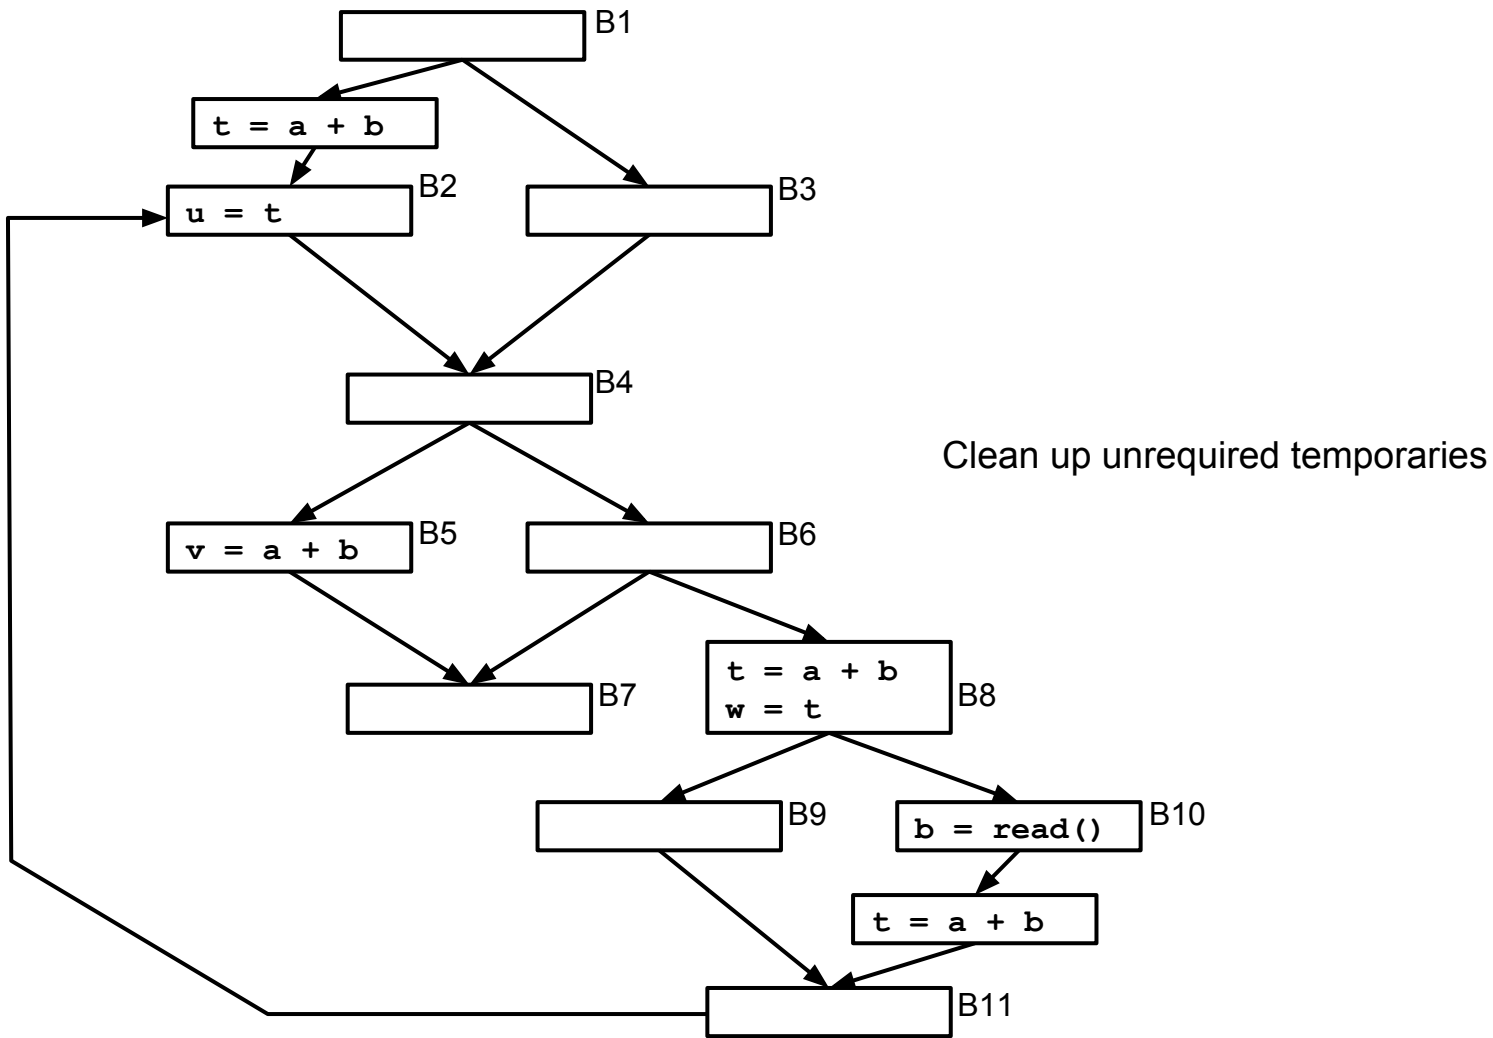 B1
t = a + b
B2
u = t
B3
B4
Clean up unrequired temporaries
B5
v = a + b
B6
t = a + b
w = t
B8
B7
B9
b = read()
B10
t = a + b
B11